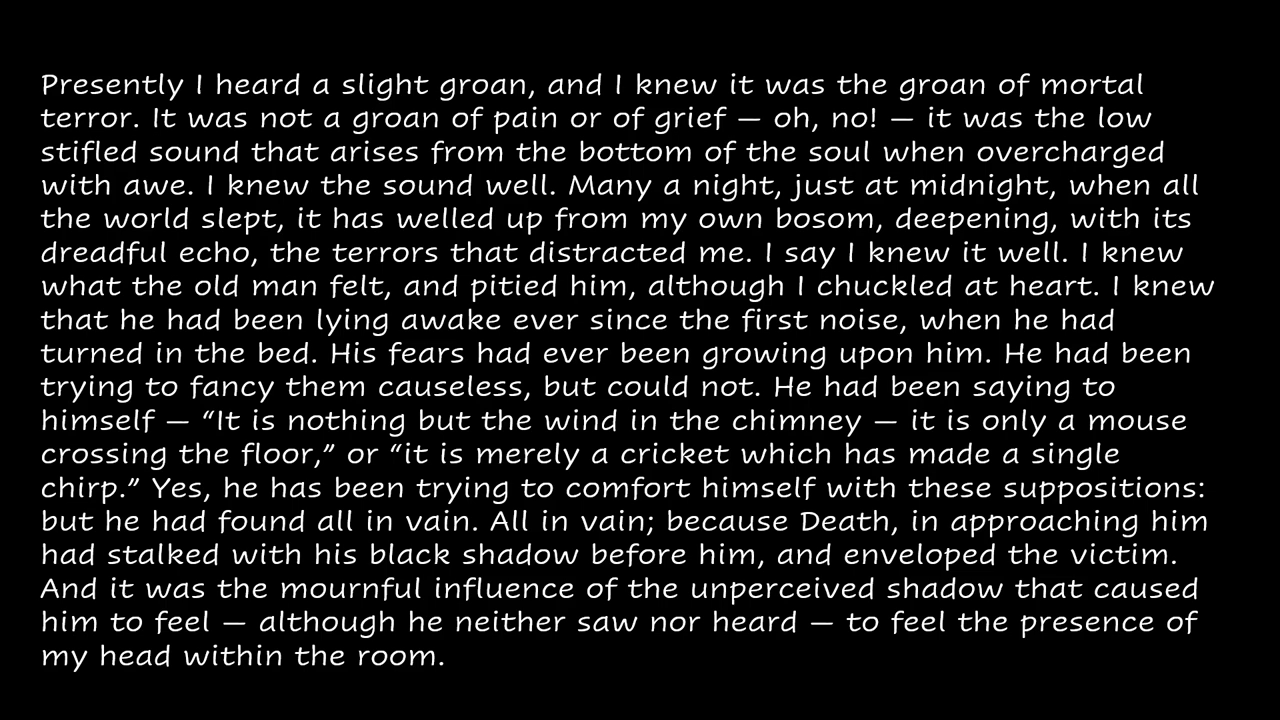 Presently I heard a slight groan, and I knew it was the groan of mortal
terror. It was not a groan of pain or of grief — oh, no! — it was the low
stifled sound that arises from the bottom of the soul when overcharged
with awe. I knew the sound well. Many a night, just at midnight, when all
the world slept, it has welled up from my own bosom, deepening, with its
dreadful echo, the terrors that distracted me. I say I knew it well. I knew
what the old man felt, and pitied him, although I chuckled at heart. I knew
that he had been lying awake ever since the first noise, when he had
turned in the bed. His fears had ever been growing upon him. He had been
trying to fancy them causeless, but could not. He had been saying to
himself — “It is nothing but the wind in the chimney — it is only a mouse
crossing the floor,” or “it is merely a cricket which has made a single
chirp.” Yes, he has been trying to comfort himself with these suppositions:
but he had found all in vain. All in vain; because Death, in approaching him
had stalked with his black shadow before him, and enveloped the victim.
And it was the mournful influence of the unperceived shadow that caused
him to feel — although he neither saw nor heard — to feel the presence of
my head within the room.